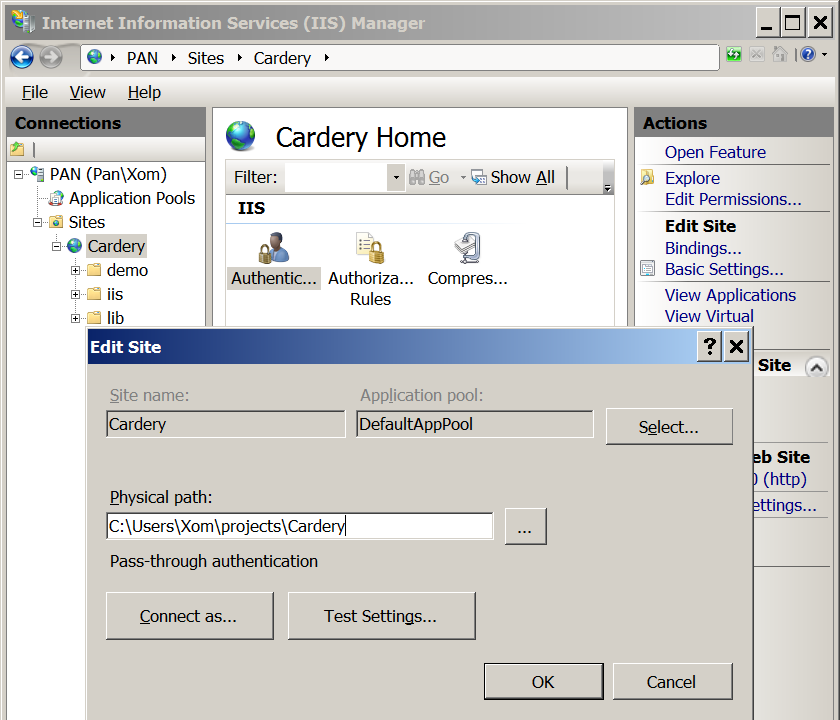 Internet Information Services (IIS) Manager
PAN Sites Cardery
File View Help
Connections
PAN (Pan\Xom)
Application Pools
Sites
Cardery
demo
iis
lib
Cardery Home
Filter: Go Show All
IIS
Authentic...
Authoriza... Rules
Compres...
Actions
Open Feature
Explore
Edit Permissions...
Edit Site
Bindings...
Basic Settings...
View Applications
View Virtual
Site
Web Site
(http)
ettings...
Edit Site
Site name:
Application pool:
Cardery
DefaultAppPool
Select...
Physical path:
C:\Users\Xom\projects\Cardery
...
Pass-through authentication
Connect as...
Test Settings...
OK
Cancel